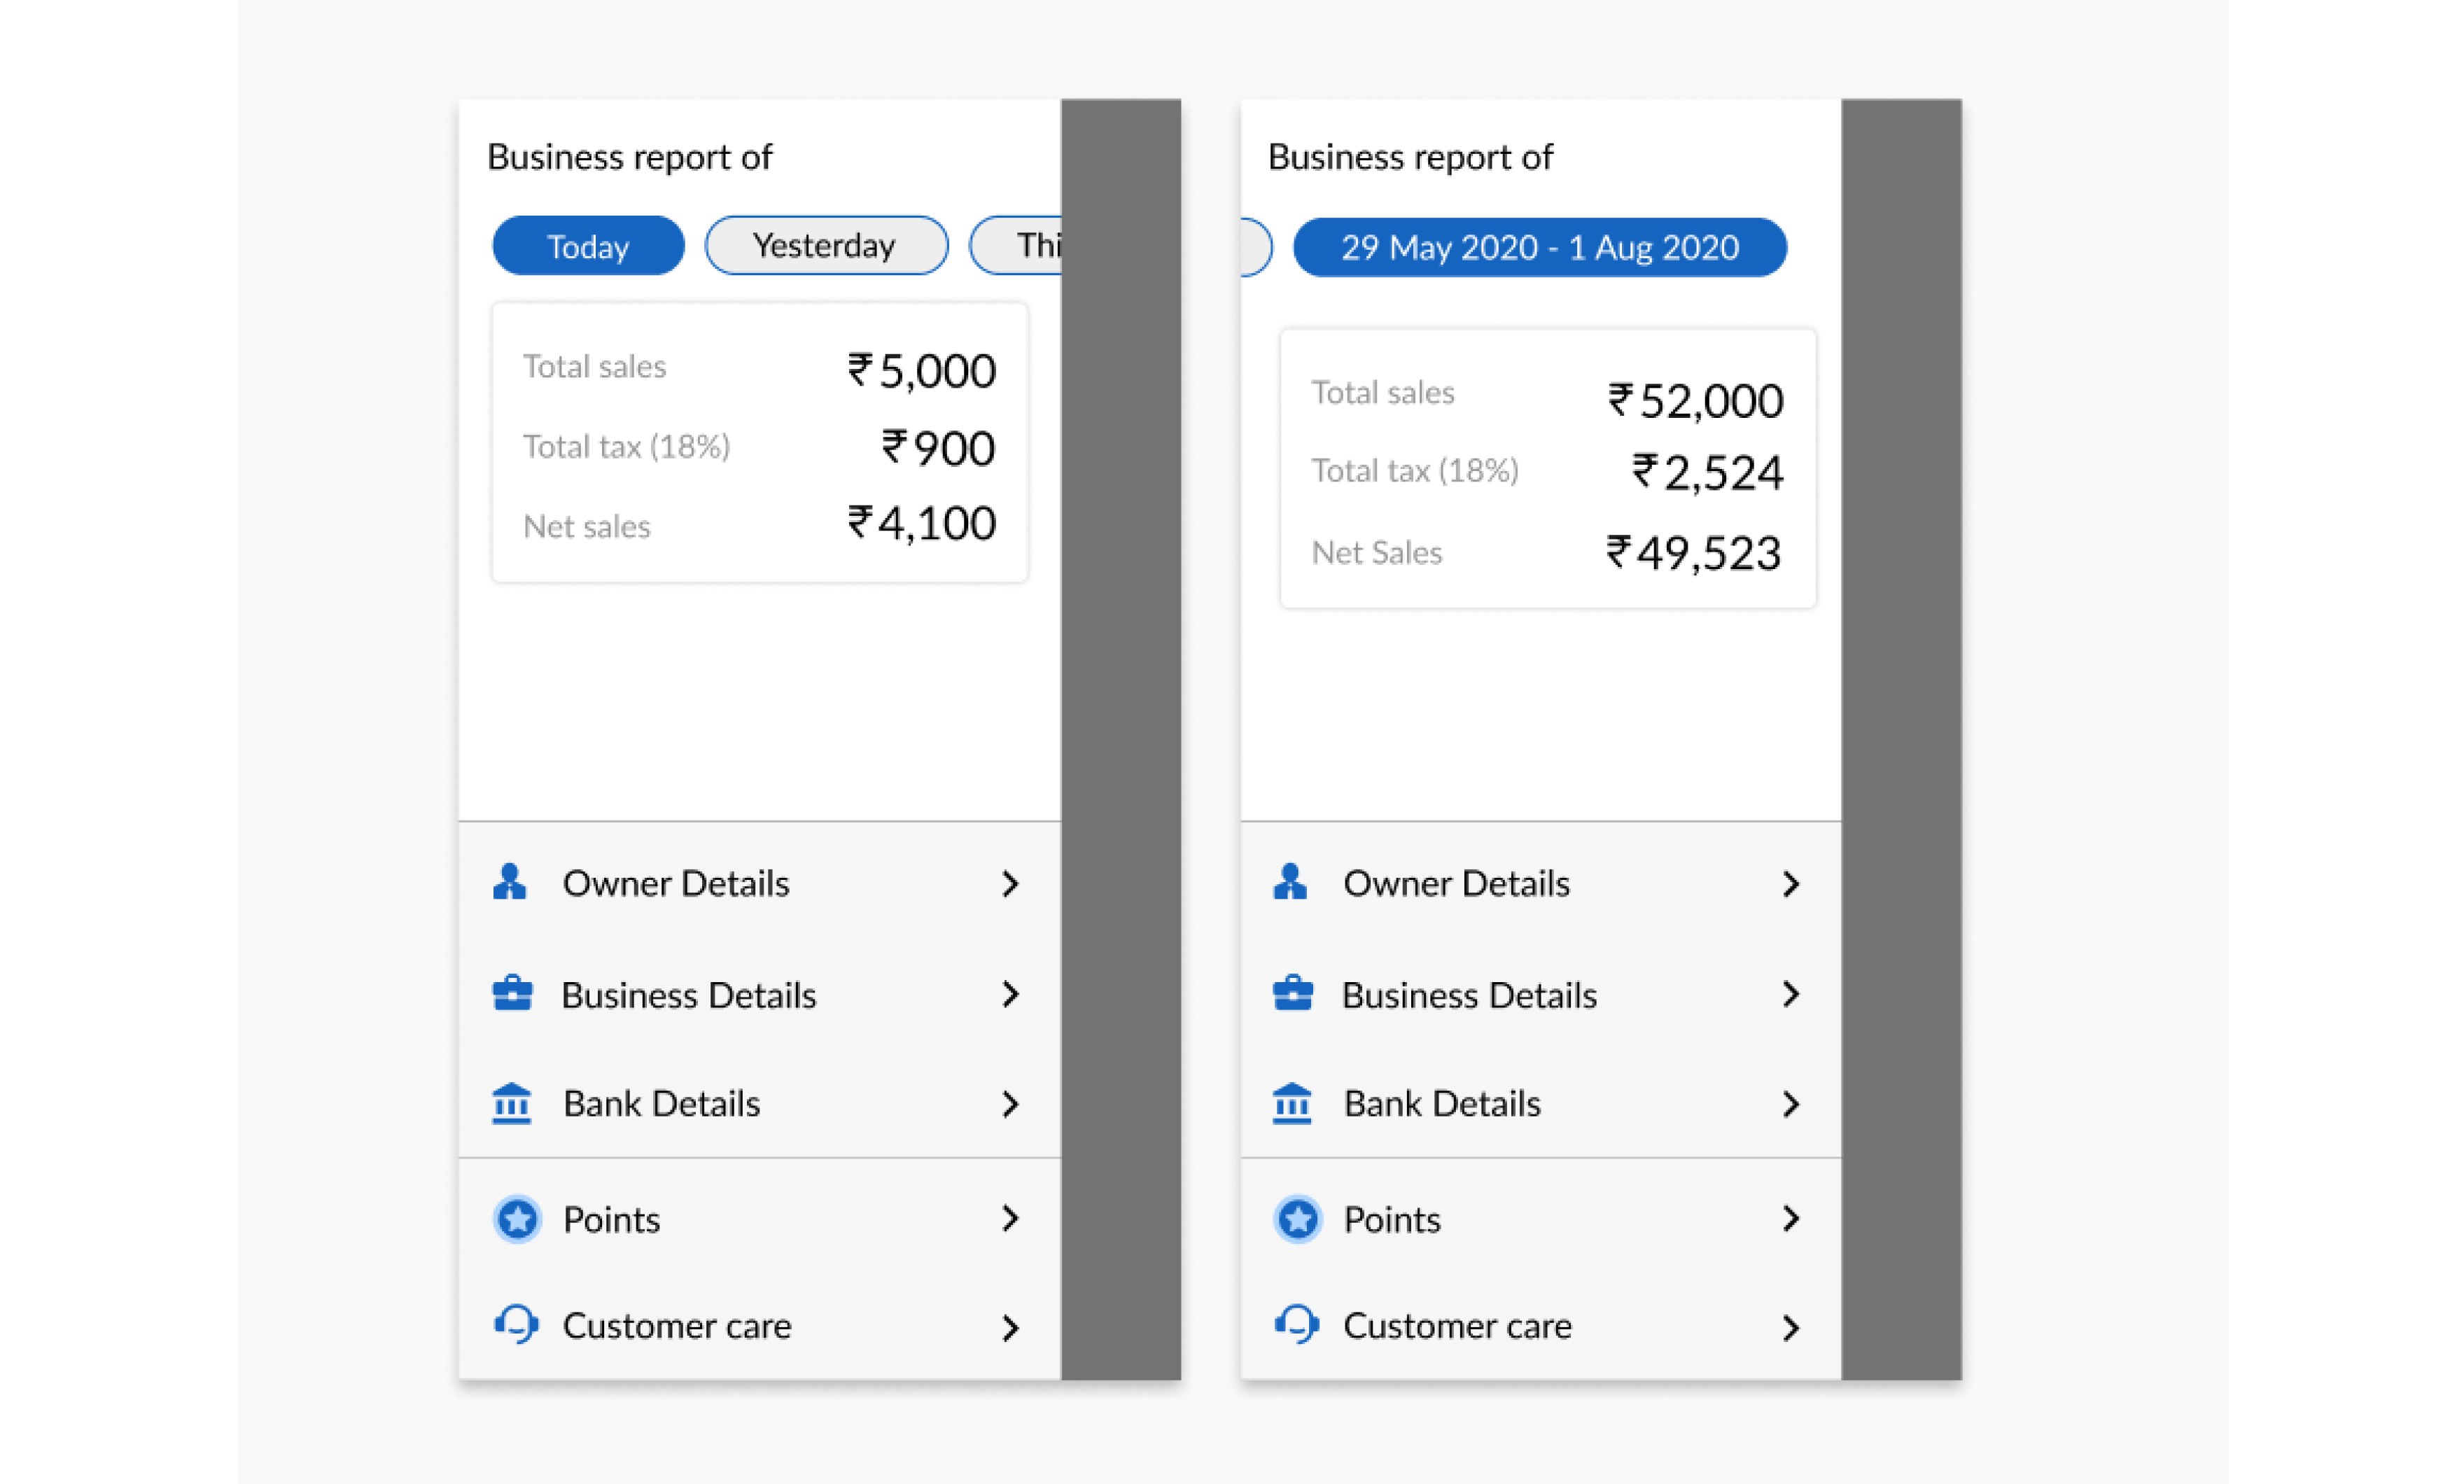 Business report of
Today Yesterday Thi
Total sales ₹5,000
Total tax (18%) ₹900
Net sales ₹4,100
Owner Details
Business Details
Bank Details
Points
Customer care
Business report of
29 May 2020 - 1 Aug 2020
Total sales ₹52,000
Total tax (18%) ₹2,524
Net Sales ₹49,523
Owner Details
Business Details
Bank Details
Points
Customer care